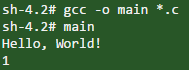 sh-4.2# gcc -o main *.c
sh-4.2# main
Hello, World!
1